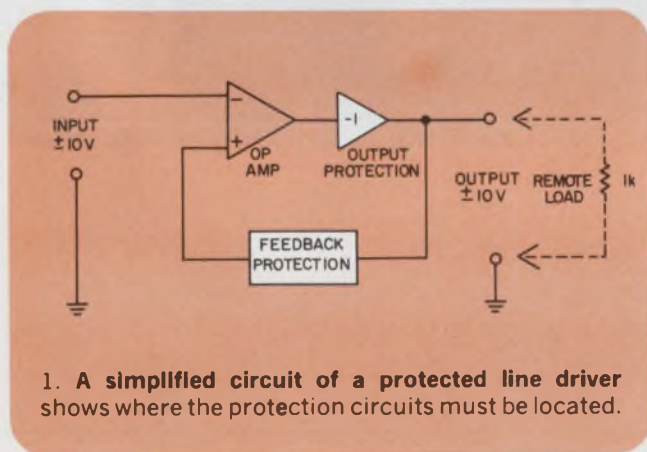 INPUT
±10V
−
+
OP
AMP
-1
OUTPUT
PROTECTION
FEEDBACK
PROTECTION
OUTPUT
±10V
REMOTE
LOAD
1k
1. A simplified circuit of a protected line driver
shows where the protection circuits must be located.